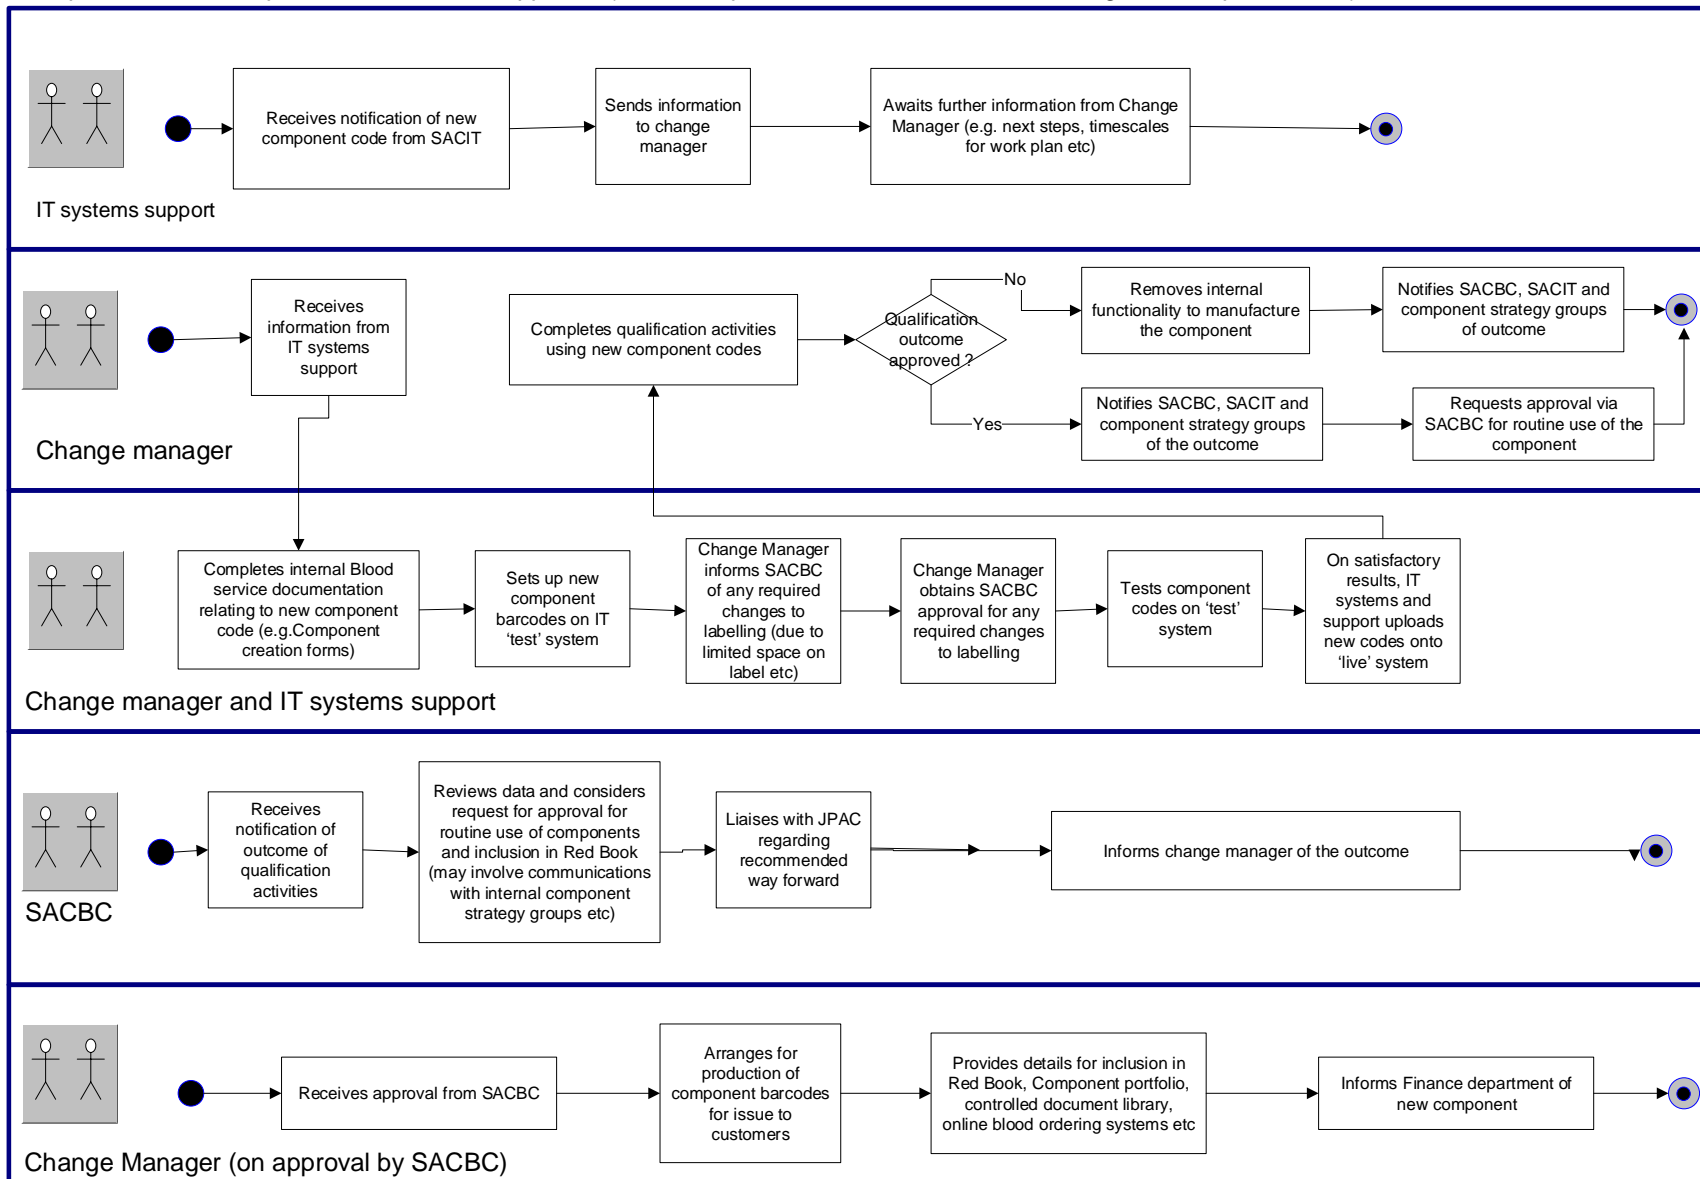 Receives notification of new
component code from SACIT
Sends information
to change
manager
Awaits further information from Change
Manager (e.g. next steps, timescales
for work plan etc)
IT systems support
Receives
information from
IT systems
support
Completes qualification activities
using new component codes
Qualification
outcome
approved ?
No
Removes internal
functionality to manufacture
the component
Notifies SACBC, SACIT and
component strategy groups
of outcome
Yes
Notifies SACBC, SACIT and
component strategy groups
of the outcome
Requests approval via
SACBC for routine use of the
component
Change manager
Completes internal Blood
service documentation
relating to new component
code (e.g.Component
creation forms)
Sets up new
component
barcodes on IT
‘test’ system
Change Manager
informs SACBC
of any required
changes to
labelling (due to
limited space on
label etc)
Change Manager
obtains SACBC
approval for any
required changes
to labelling
Tests component
codes on ‘test’
system
On satisfactory
results, IT
systems and
support uploads
new codes onto
‘live’ system
Change manager and IT systems support
Receives
notification of
outcome of
qualification
activities
Reviews data and considers
request for approval for
routine use of components
and inclusion in Red Book
(may involve communications
with internal component
strategy groups etc)
Liaises with JPAC
regarding
recommended
way forward
Informs change manager of the outcome
SACBC
Receives approval from SACBC
Arranges for
production of
component barcodes
for issue to
customers
Provides details for inclusion in
Red Book, Component portfolio,
controlled document library,
online blood ordering systems etc
Informs Finance department of
new component
Change Manager (on approval by SACBC)